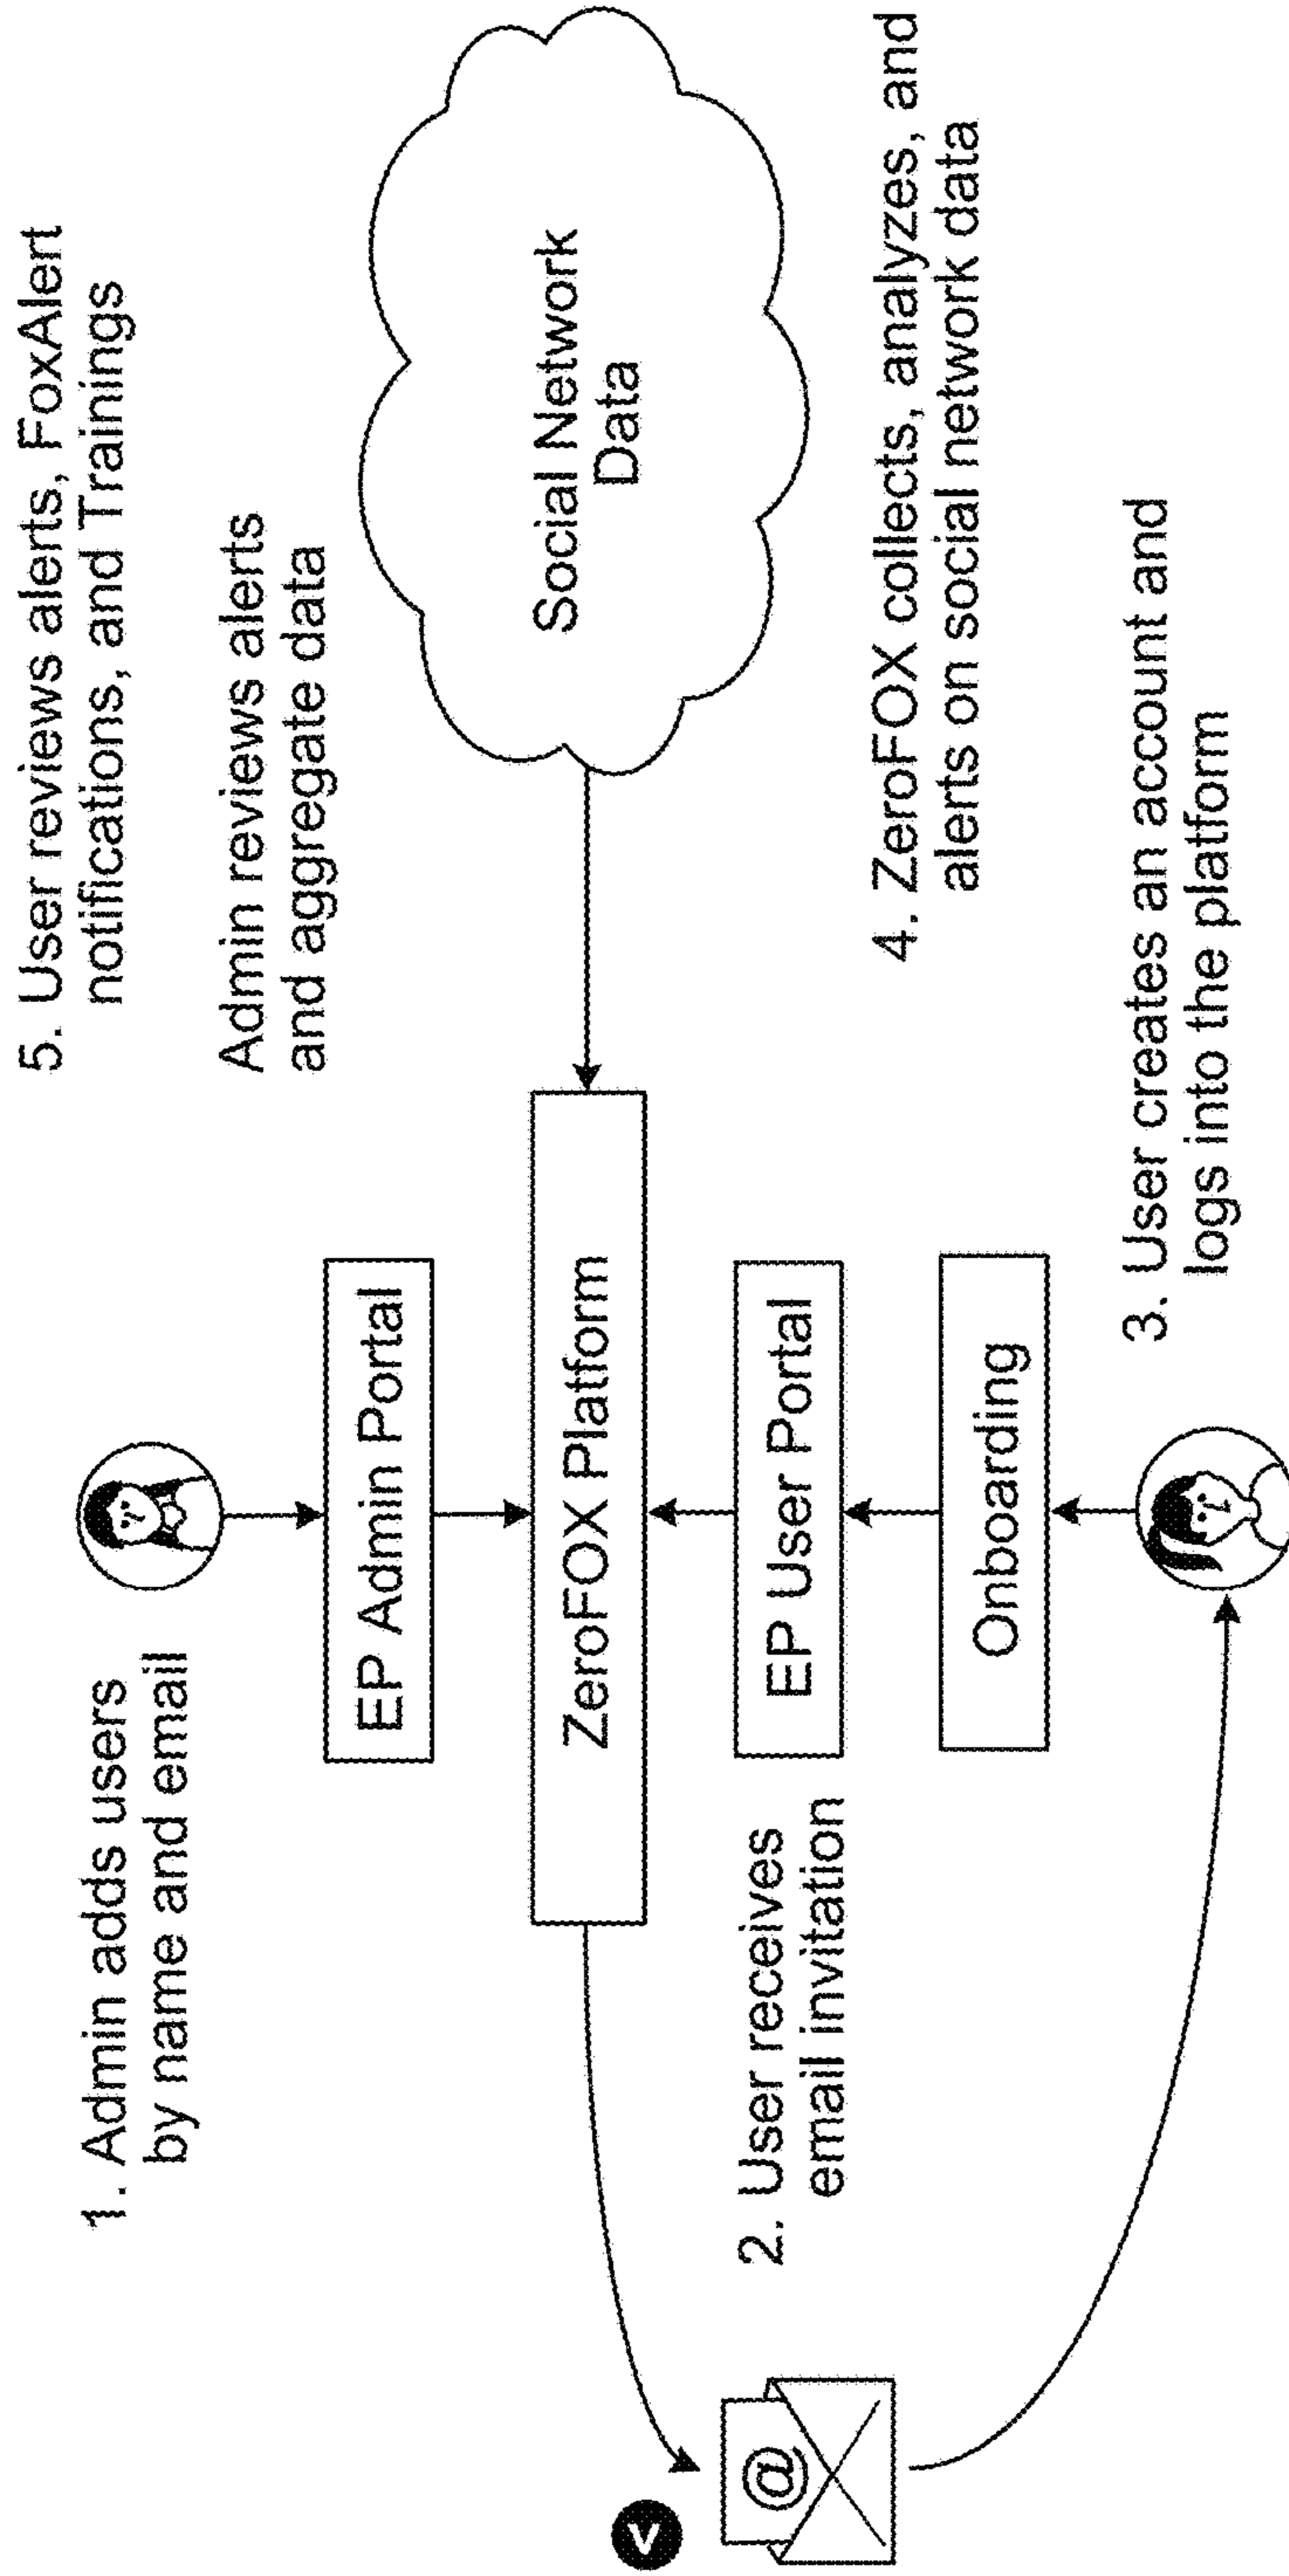 1. Admin adds users
by name and email
EP Admin Portal
5. User reviews alerts, FoxAlert
notifications, and Trainings
Admin reviews alerts
and aggregate data
ZeroFOX Platform
Social Network
Data
V
@
2. User receives
email invitation
EP User Portal
Onboarding
4. ZeroFOX collects, analyzes, and
alerts on social network data
3. User creates an account and
logs into the platform